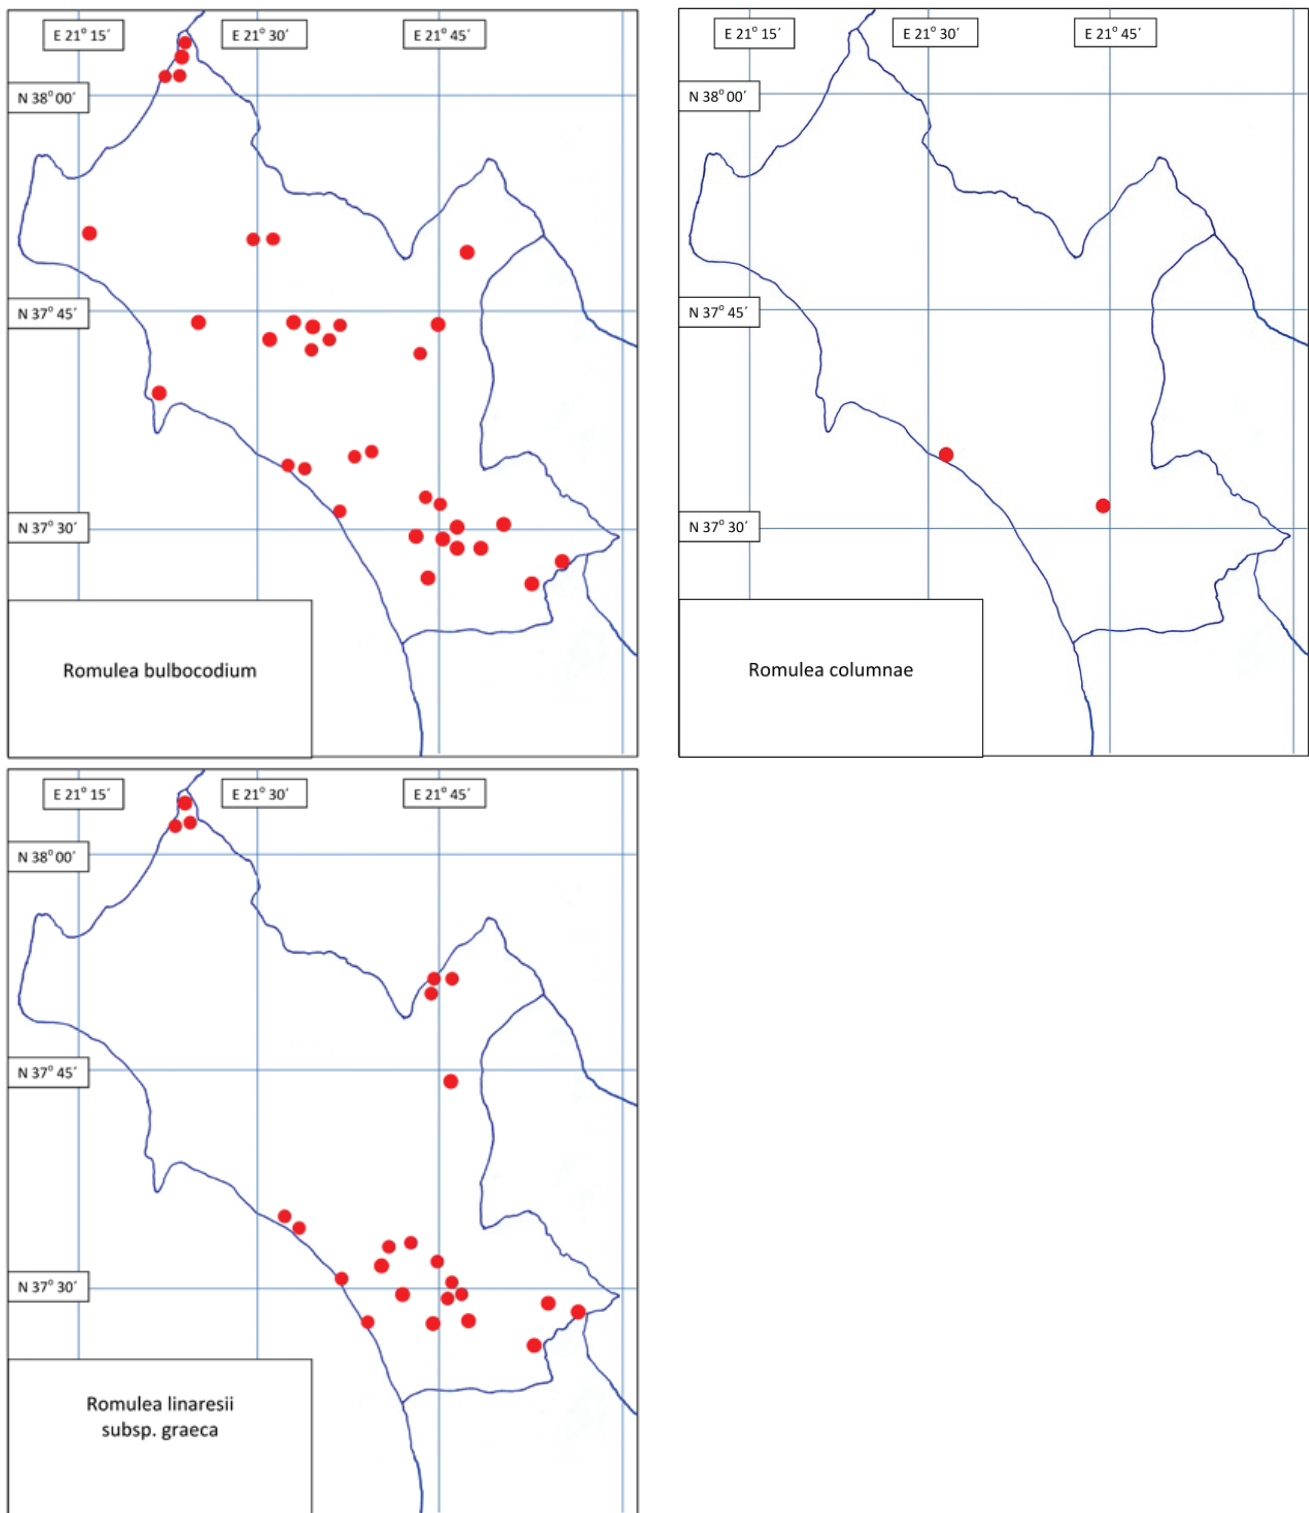 E 21° 15′
E 21° 30′
E 21° 45′
N 38° 00′
N 37° 45′
N 37° 30′
Romulea bulbocodium
E 21° 15′
E 21° 30′
E 21° 45′
N 38° 00′
N 37° 45′
N 37° 30′
Romulea columnae
E 21° 15′
E 21° 30′
E 21° 45′
N 38° 00′
N 37° 45′
N 37° 30′
Romulea linaresii
subsp. graeca